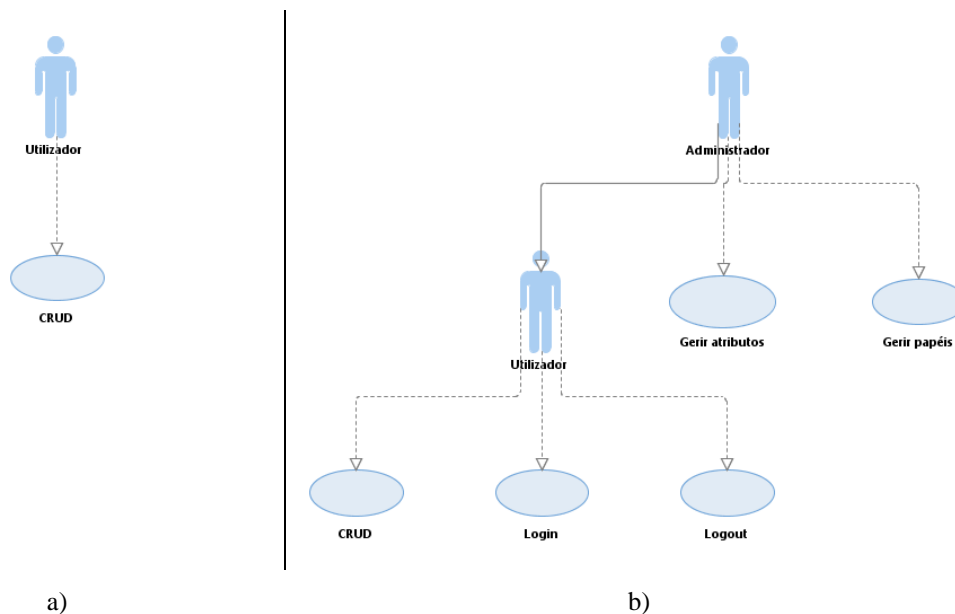 Utilizador
CRUD
Administrador
Utilizador
Gerir atributos
Gerir papéis
CRUD
Login
Logout
a)
b)